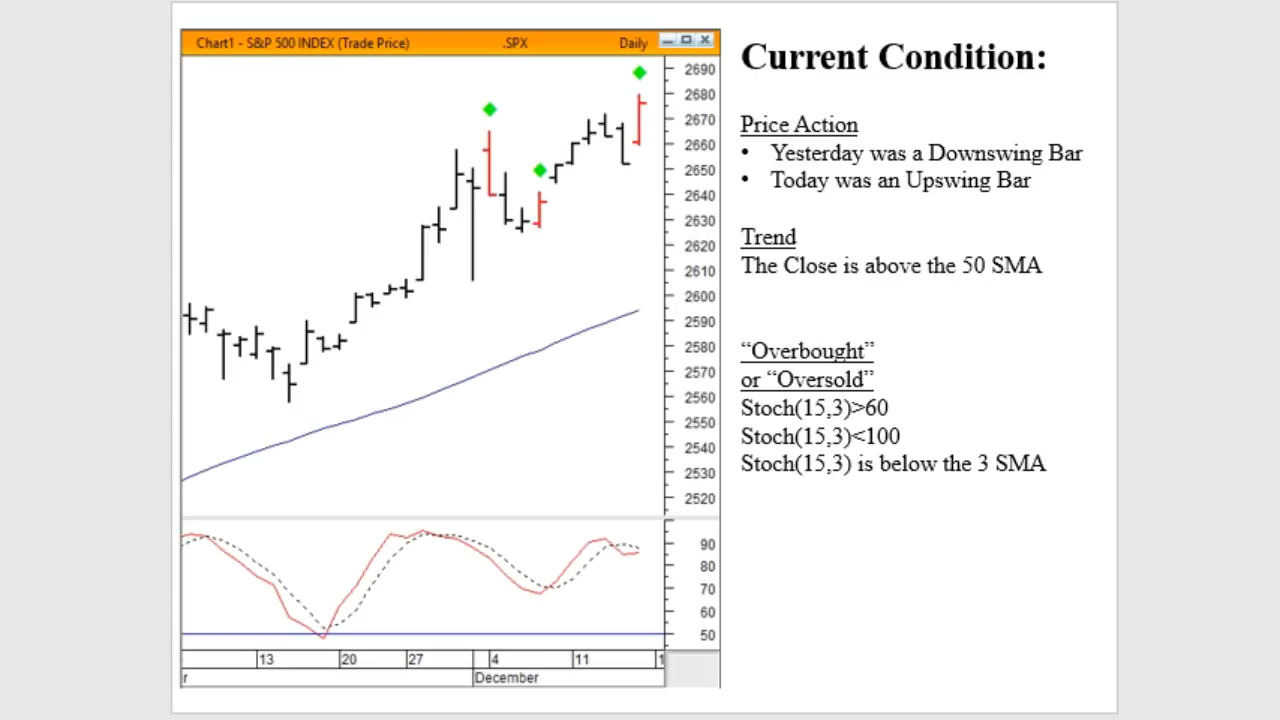 Chart1 - S&P 500 INDEX (Trade Price) .SPX Daily
2690
2680
2670
2660
2650
2640
2630
2620
2610
2600
2590
2580
2570
2560
2550
2540
2530
2520
90
80
70
60
50
13 20 27 4 11 1
r December
Current Condition:
Price Action
• Yesterday was a Downswing Bar
• Today was an Upswing Bar
Trend
The Close is above the 50 SMA
“Overbought”
or “Oversold”
Stoch(15,3)>60
Stoch(15,3)<100
Stoch(15,3) is below the 3 SMA